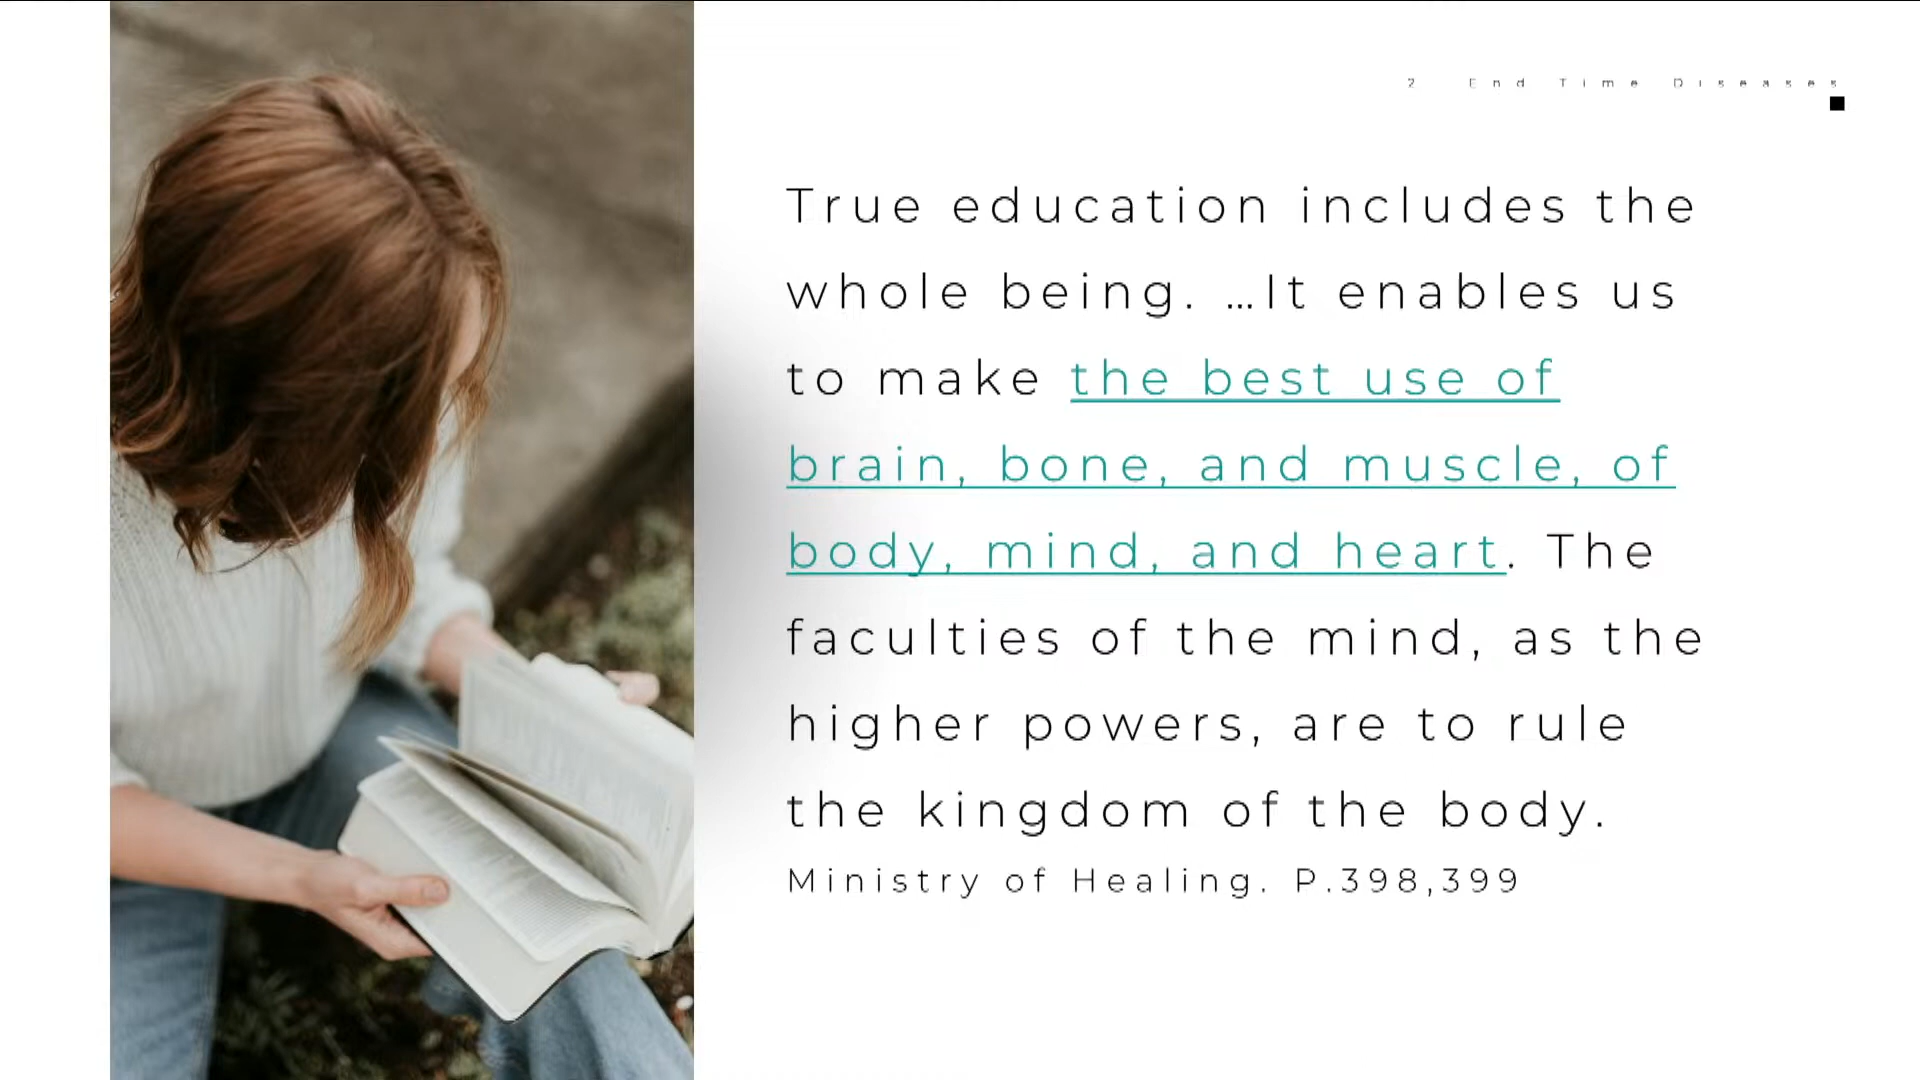 2 End Time Diseases
True education includes the
whole being. …It enables us
to make the best use of
brain, bone, and muscle, of
body, mind, and heart. The
faculties of the mind, as the
higher powers, are to rule
the kingdom of the body.
Ministry of Healing. P.398,399